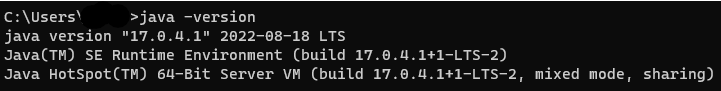 C:\Users\ >java -version
java version "17.0.4.1" 2022-08-18 LTS
Java(TM) SE Runtime Environment (build 17.0.4.1+1-LTS-2)
Java HotSpot(TM) 64-Bit Server VM (build 17.0.4.1+1-LTS-2, mixed mode, sharing)